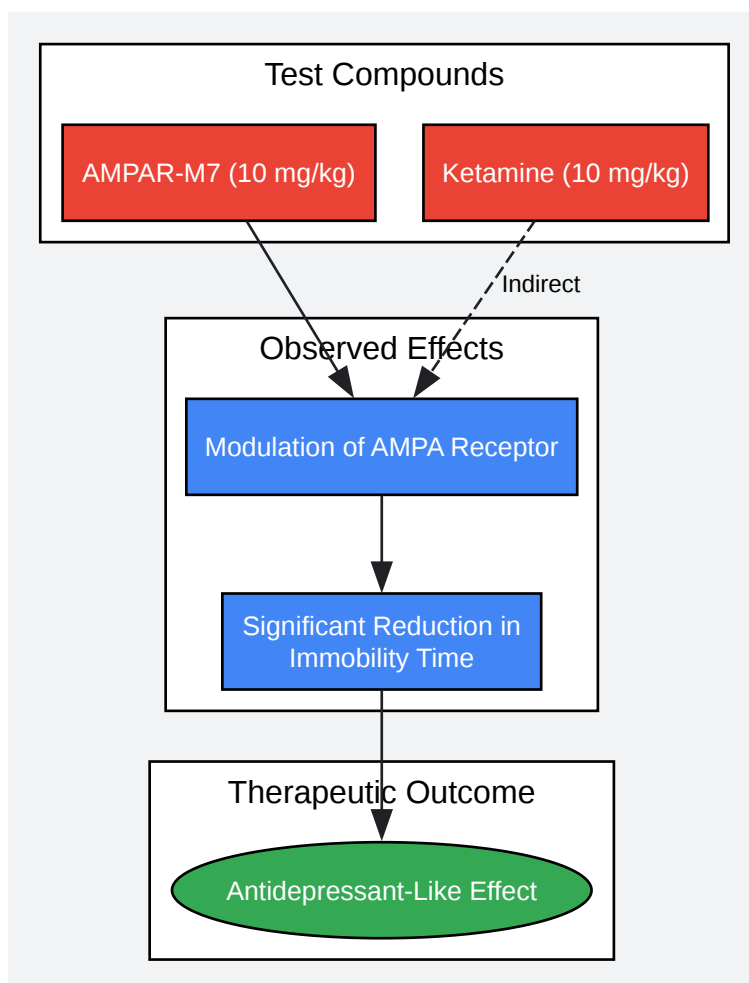 Test Compounds
AMPAR-M7 (10 mg/kg)
Ketamine (10 mg/kg)
Indirect
Observed Effects
Modulation of AMPA Receptor
Significant Reduction in
Immobility Time
Therapeutic Outcome
Antidepressant-Like Effect